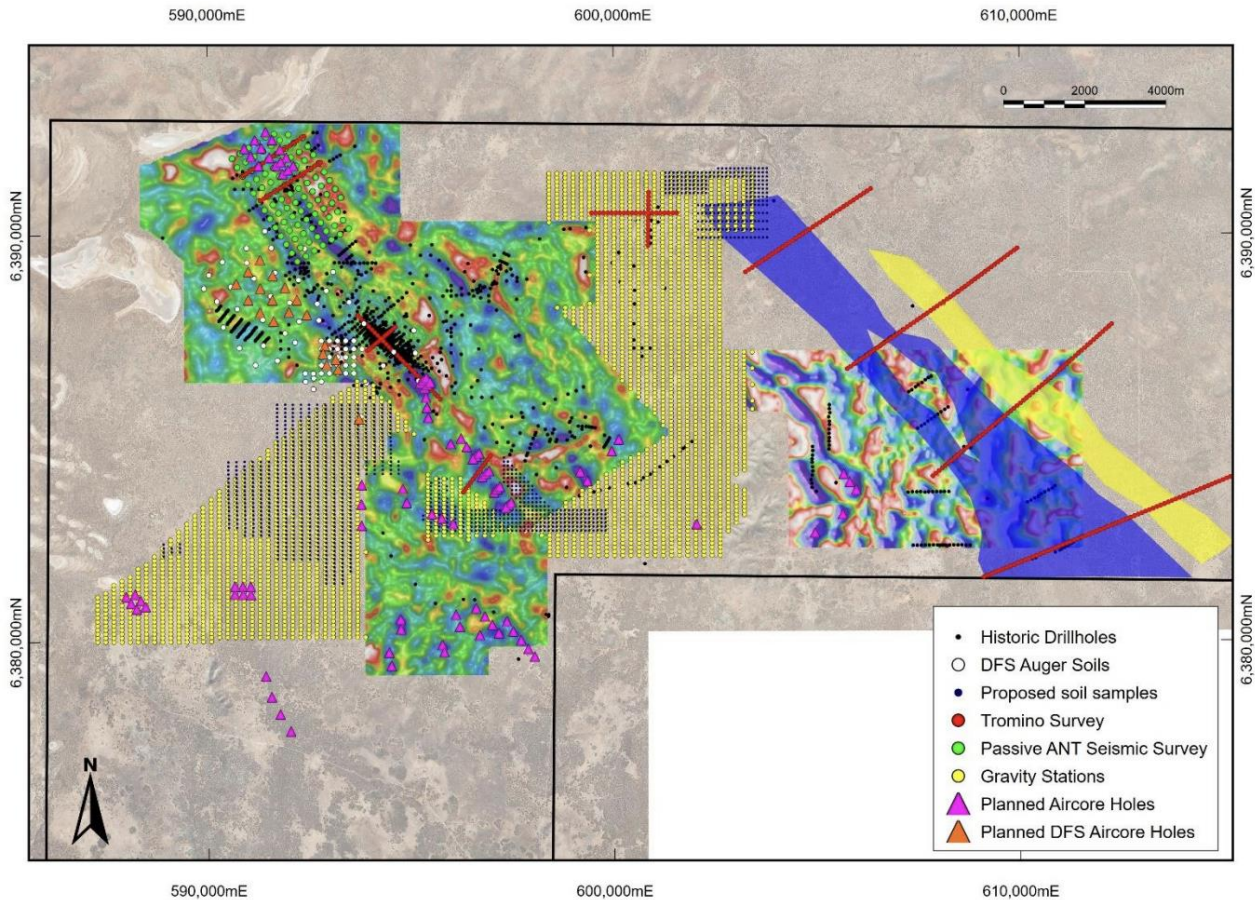 590,000mE
600,000mE
610,000mE
0 2000 4000m
6,390,000mN
6,390,000mN
6,380,000mN
6,380,000mN
N
Historic Drillholes
DFS Auger Soils
Proposed soil samples
Tromino Survey
Passive ANT Seismic Survey
Gravity Stations
Planned Aircore Holes
Planned DFS Aircore Holes
590,000mE
600,000mE
610,000mE